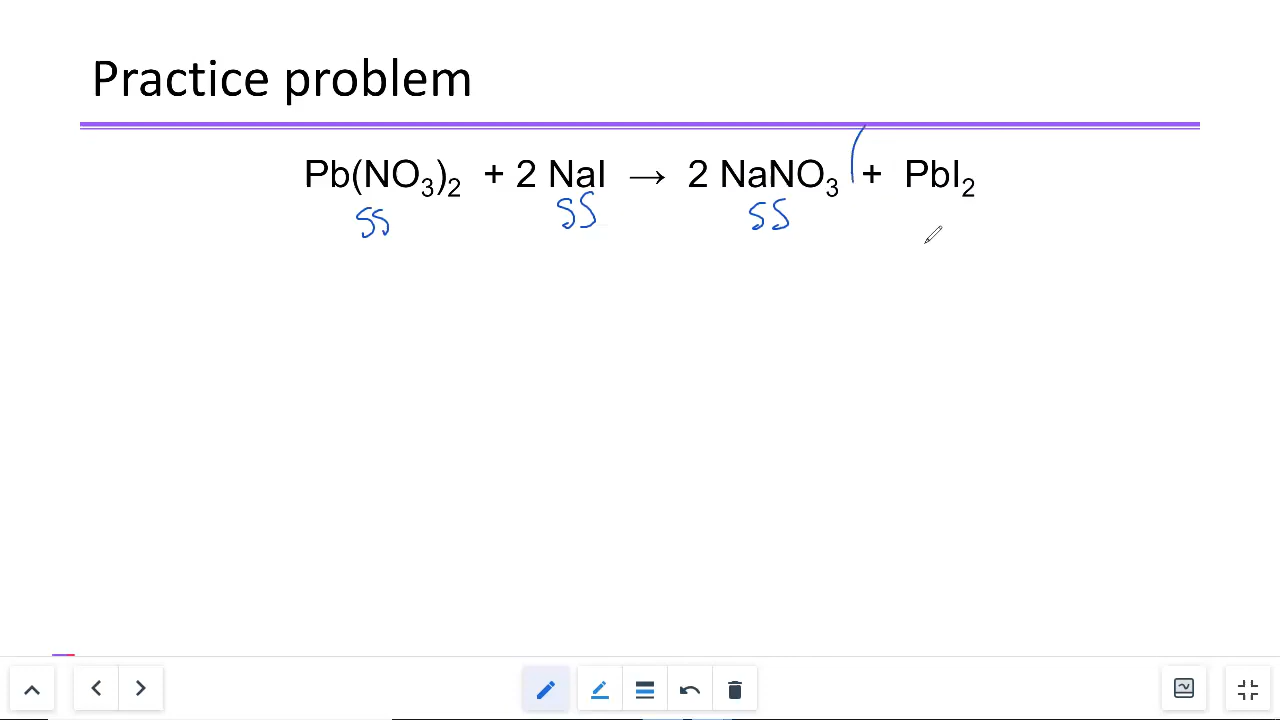 Practice problem
Pb(NO₃)₂ + 2 NaI → 2 NaNO₃ + PbI₂
SS SS SS